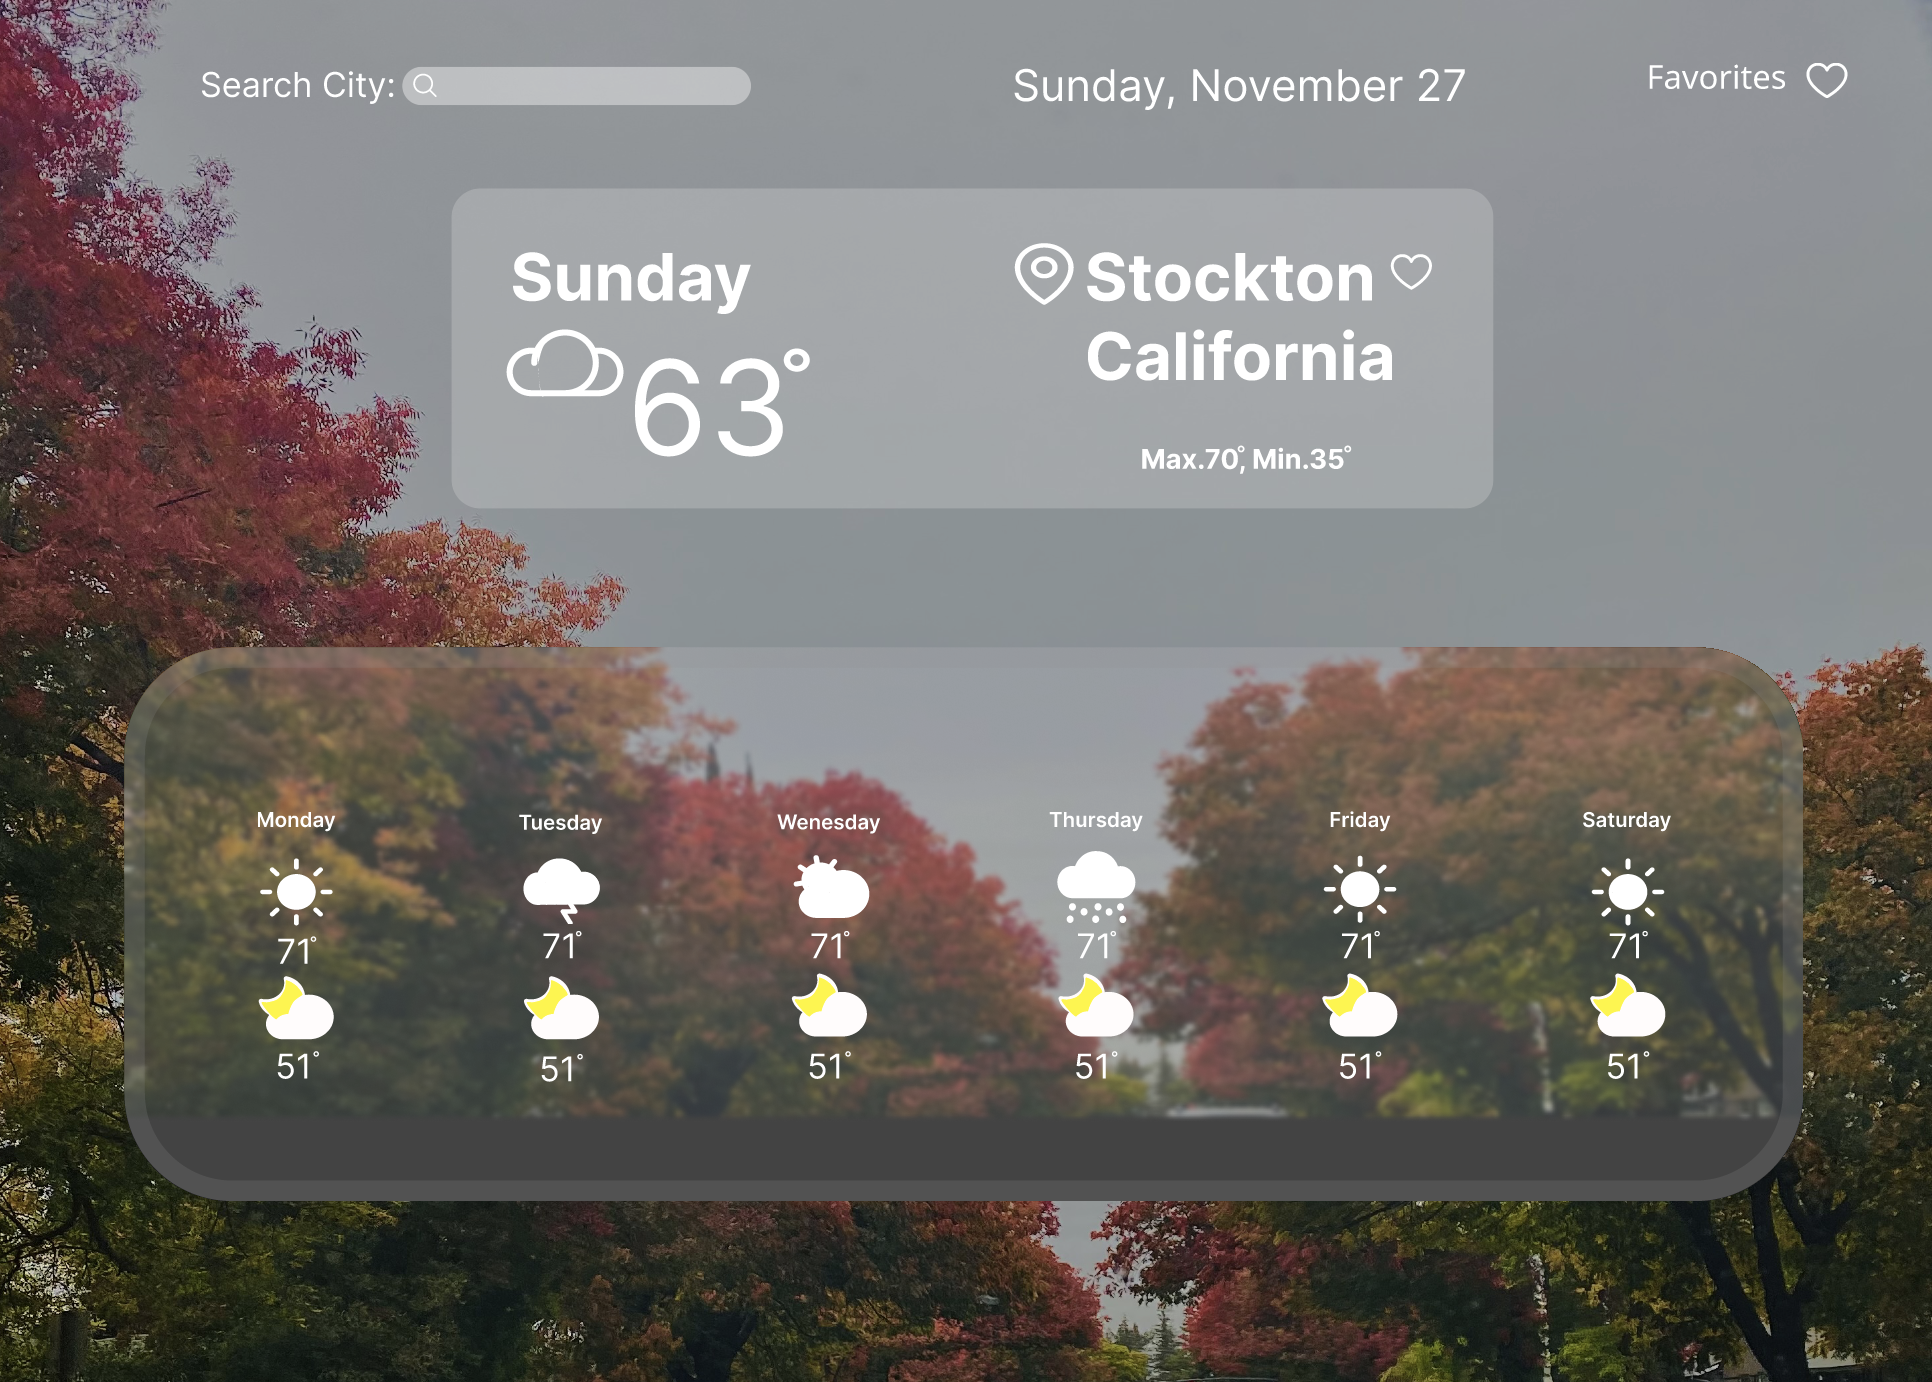 Search City:
Sunday, November 27
Favorites
Sunday
63°
Stockton
California
Max.70°, Min.35°
Monday
Tuesday
Wenesday
Thursday
Friday
Saturday
71° 71° 71° 71° 71° 71°
51° 51° 51° 51° 51° 51°